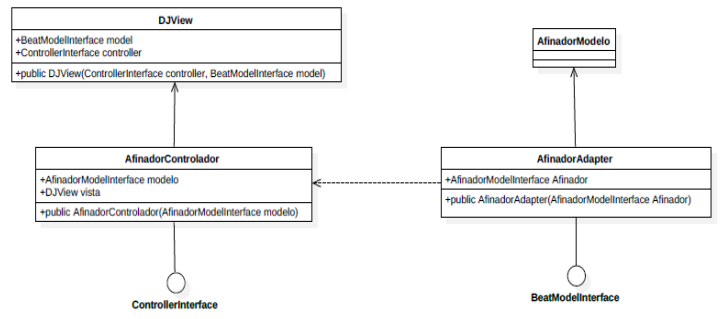 DJView
+BeatModelInterface model
+ControllerInterface controller
+public DJView(ControllerInterface controller, BeatModelInterface model)
AfinadorModelo
AfinadorControlador
+AfinadorModelInterface modelo
+DJView vista
+public AfinadorControlador(AfinadorModelInterface modelo)
AfinadorAdapter
+AfinadorModelInterface Afinador
+public AfinadorAdapter(AfinadorModelInterface Afinador)
ControllerInterface
BeatModelInterface